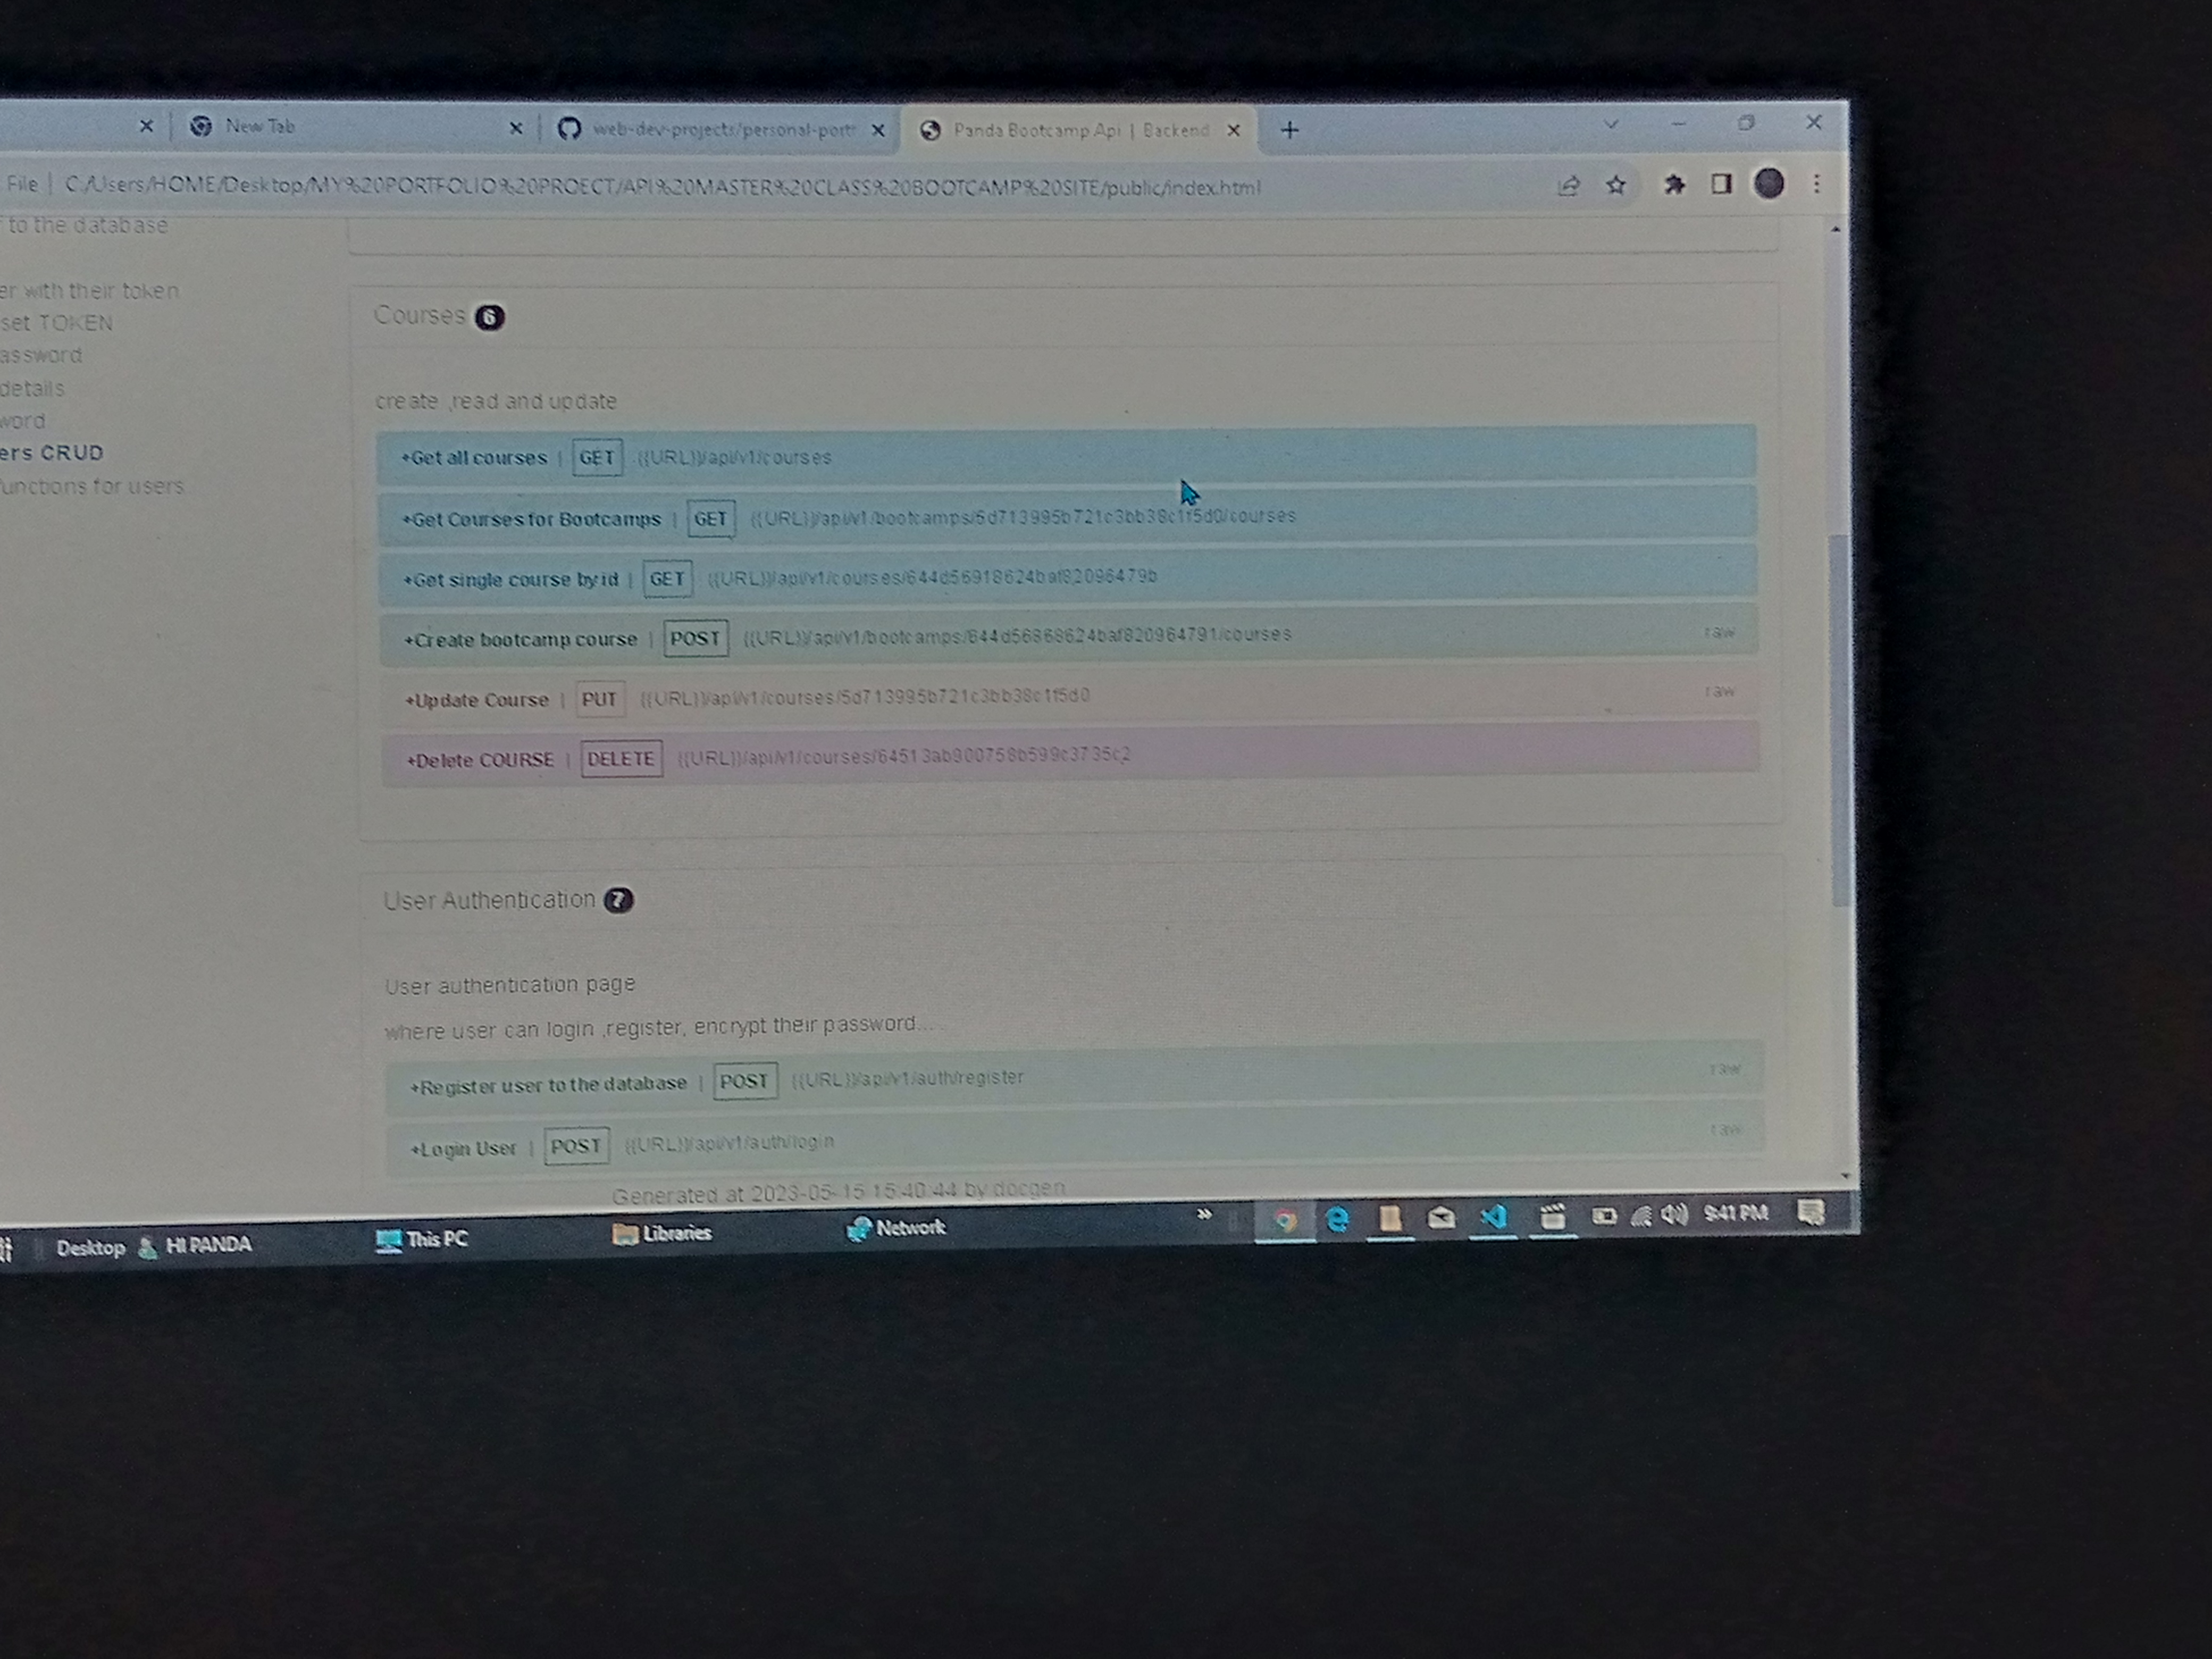 New Tab
web-dev-projects/personal-port
Panda Bootcamp Api | Backend
File | C:/Users/HOME/Desktop/MY%20PORTFOLIO%20PROECT/API%20MASTER%20CLASS%20BOOTCAMP%20SITE/public/index.html
to the database
er with their token
set TOKEN
assword
details
word
ers CRUD
unctions for users
Courses 6
create ,read and update
+Get all courses | GET {{URL}}/api/v1/courses
+Get Courses for Bootcamps | GET {{URL}}/api/v1/bootcamps/5d713995b721c3bb38c1f5d0/courses
+Get single course by id | GET {{URL}}/api/v1/courses/644d56918624baf82096479b
+Create bootcamp course | POST {{URL}}/api/v1/bootcamps/644d56868624baf820964791/courses raw
+Update Course | PUT {{URL}}/api/v1/courses/5d713995b721c3bb38c1f5d0 raw
+Delete COURSE | DELETE {{URL}}/api/v1/courses/64513ab900758b599c3735c2
User Authentication 7
User authentication page
where user can login ,register, encrypt their password...
+Register user to the database | POST {{URL}}/api/v1/auth/register raw
+Login User | POST {{URL}}/api/v1/auth/login raw
Generated at 2023-05-15 15:40:44 by docgen
Desktop HI PANDA This PC Libraries Network 9:41 PM